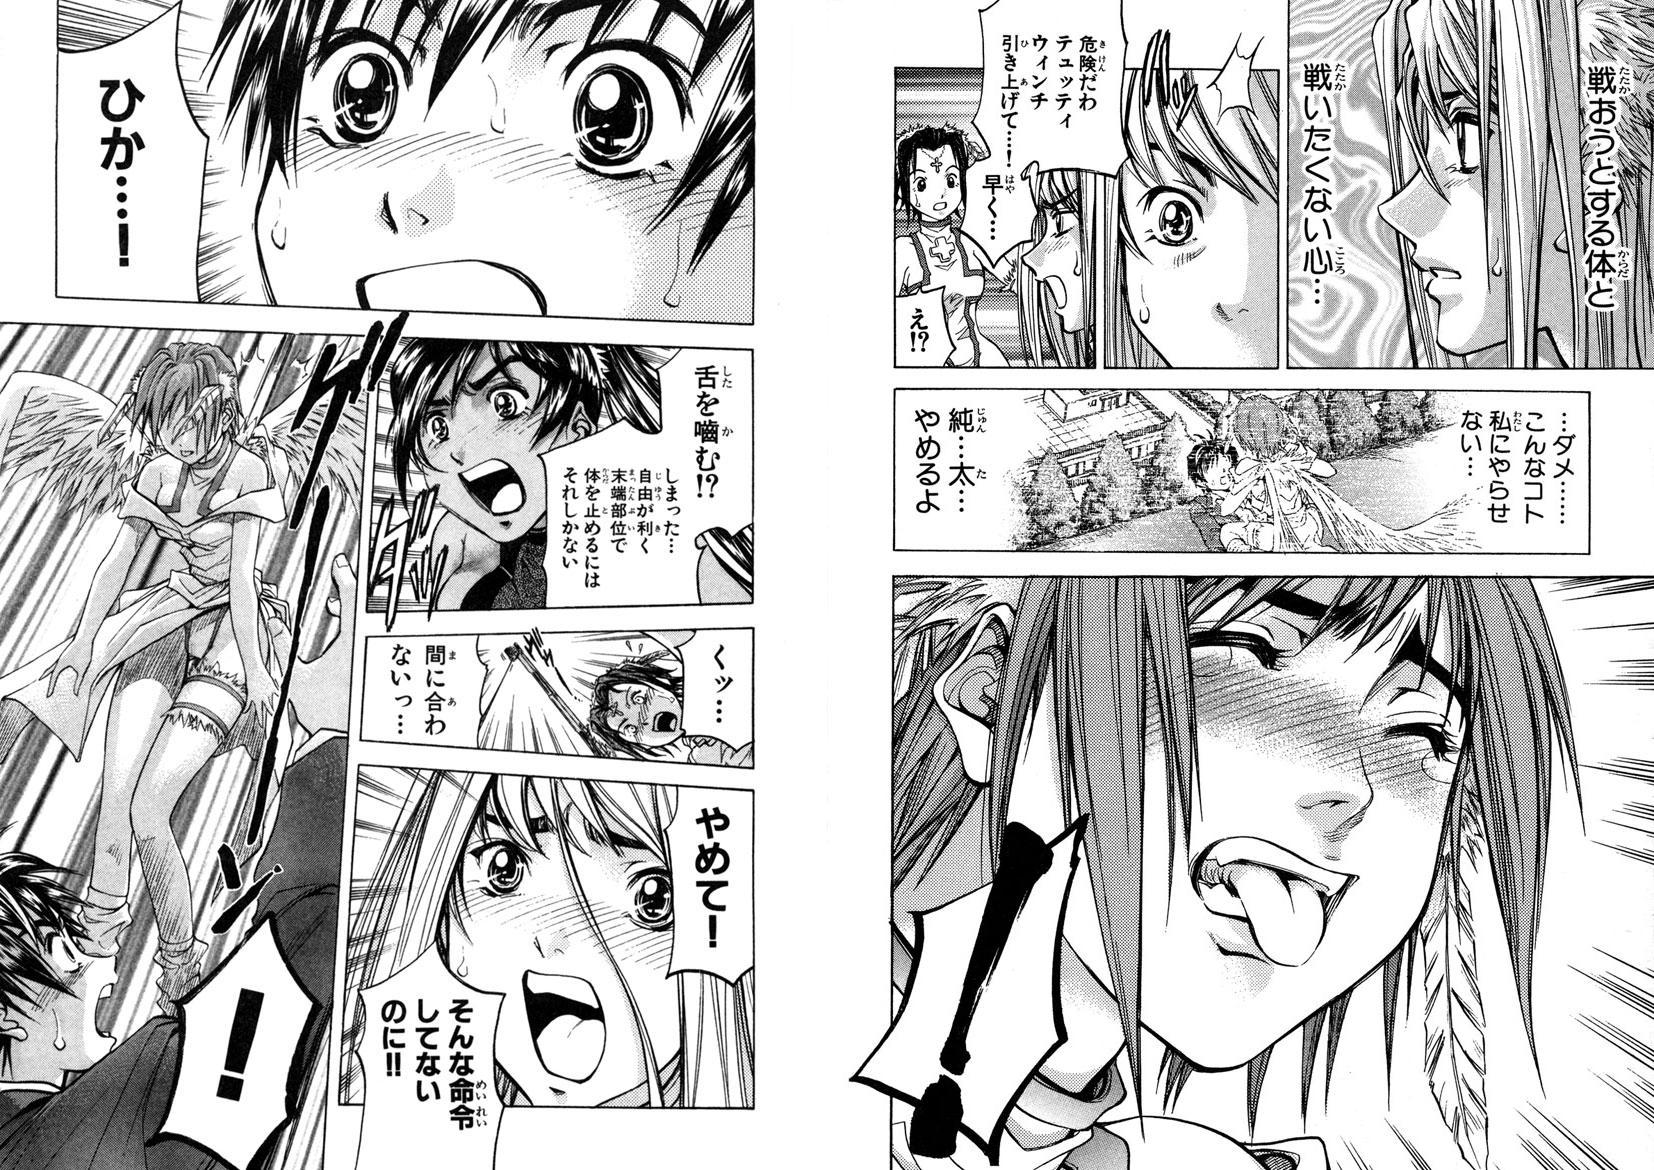 戦おうとする体と
戦いたくない心…
危険だわ
テュッティ
ウィンチ
引き上げて……!
早く…
え!?
…ダメ……
こんなコト
私にやらせ
ない…
純…太…
やめるよ
!
ひか…!
舌を嚙む!?
しまった…
自由が利く
末端部位で
体を止めるには
それしかない
くッ…
間に合わ
ないっ…
やめて!
そんな命令
してない
のに!!
!